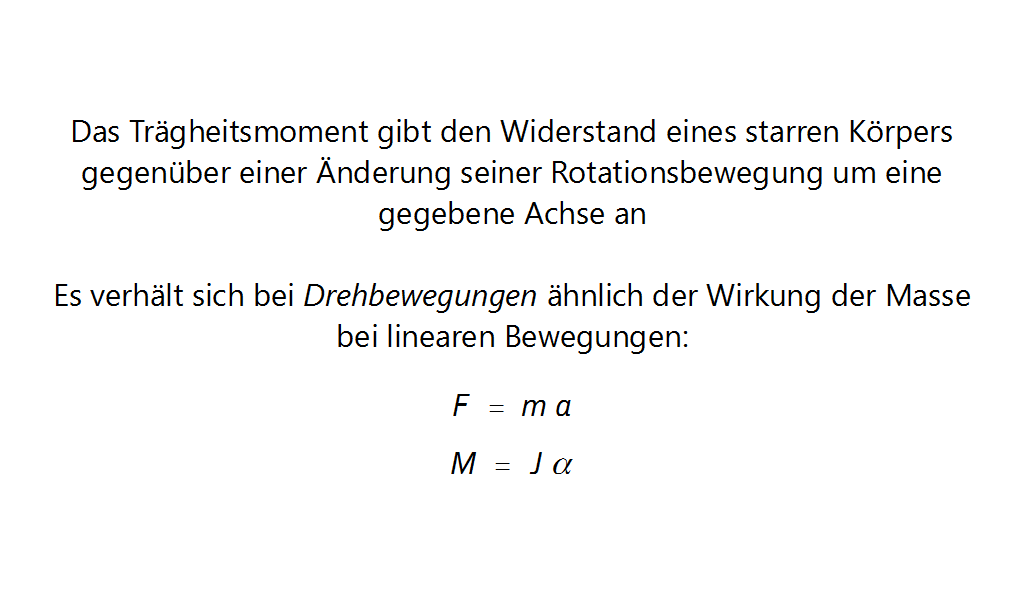 Das Trägheitsmoment gibt den Widerstand eines starren Körpers
gegenüber einer Änderung seiner Rotationsbewegung um eine
gegebene Achse an
Es verhält sich bei Drehbewegungen ähnlich der Wirkung der Masse
bei linearen Bewegungen:
F = m a
M = J α